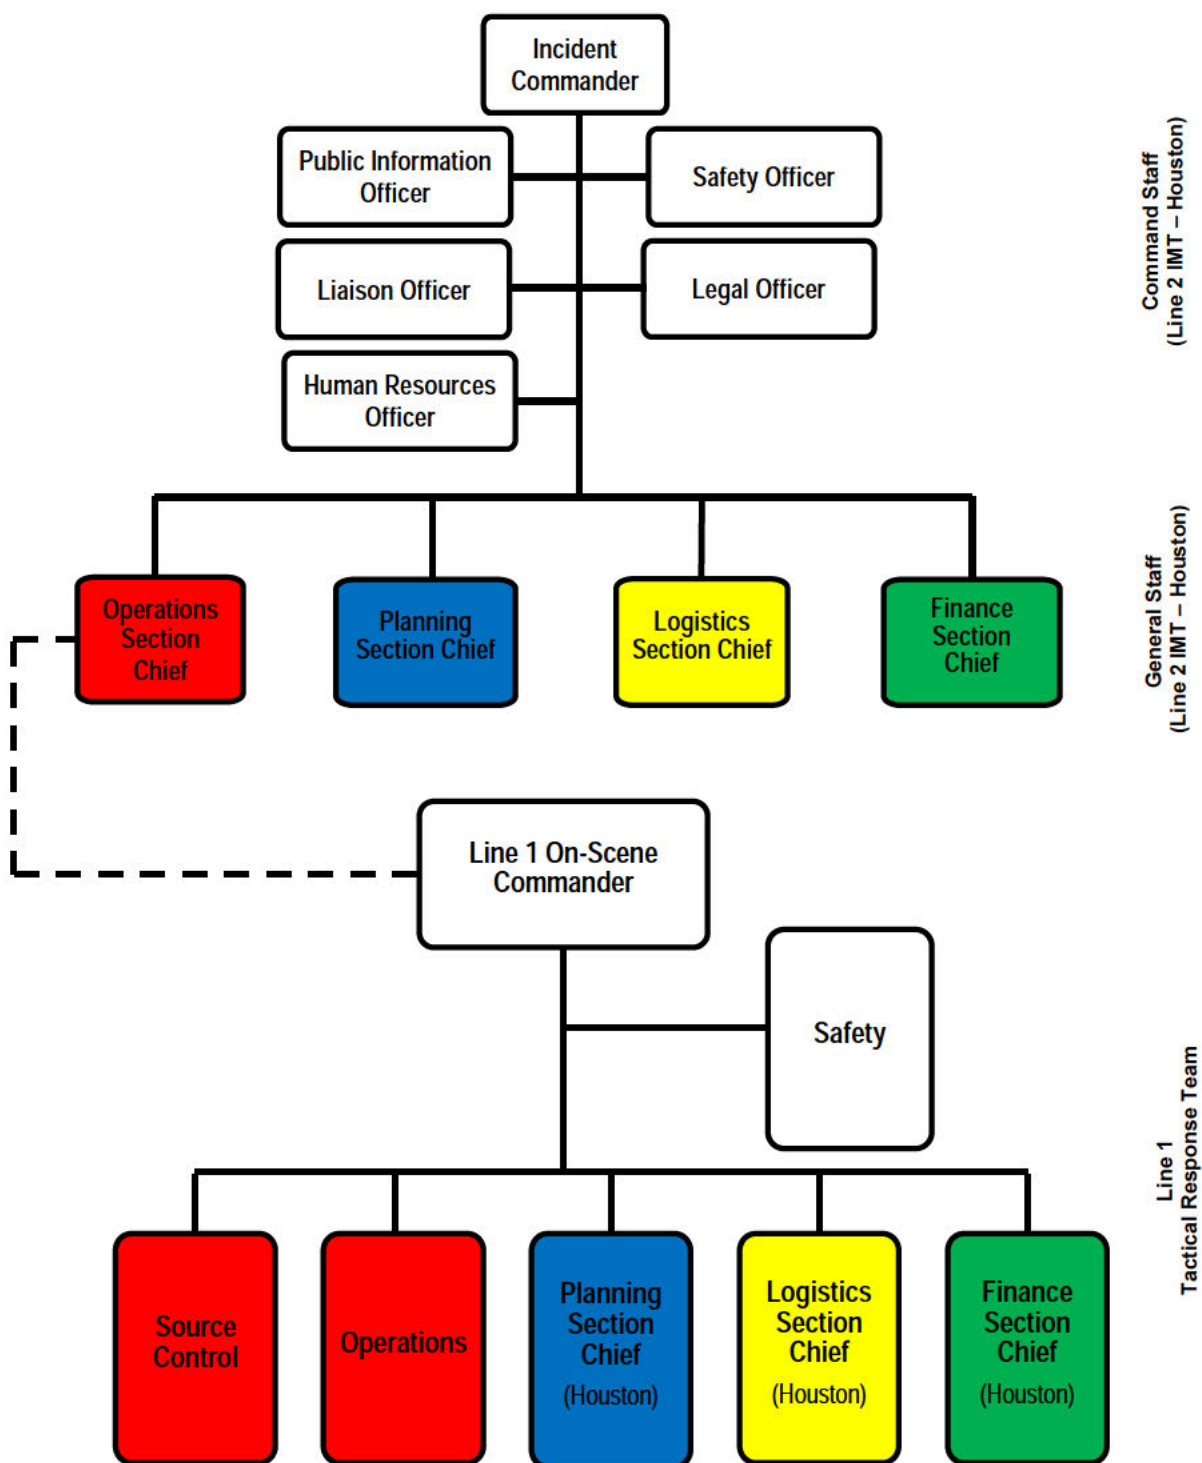 Incident
Commander
Public Information
Officer
Safety Officer
Liaison Officer
Legal Officer
Human Resources
Officer
Command Staff
(Line 2 IMT – Houston)
Operations
Section
Chief
Planning
Section Chief
Logistics
Section Chief
Finance
Section
Chief
General Staff
(Line 2 IMT – Houston)
Line 1 On-Scene
Commander
Safety
Line 1
Tactical Response Team
Source
Control
Operations
Planning
Section
Chief
(Houston)
Logistics
Section
Chief
(Houston)
Finance
Section
Chief
(Houston)